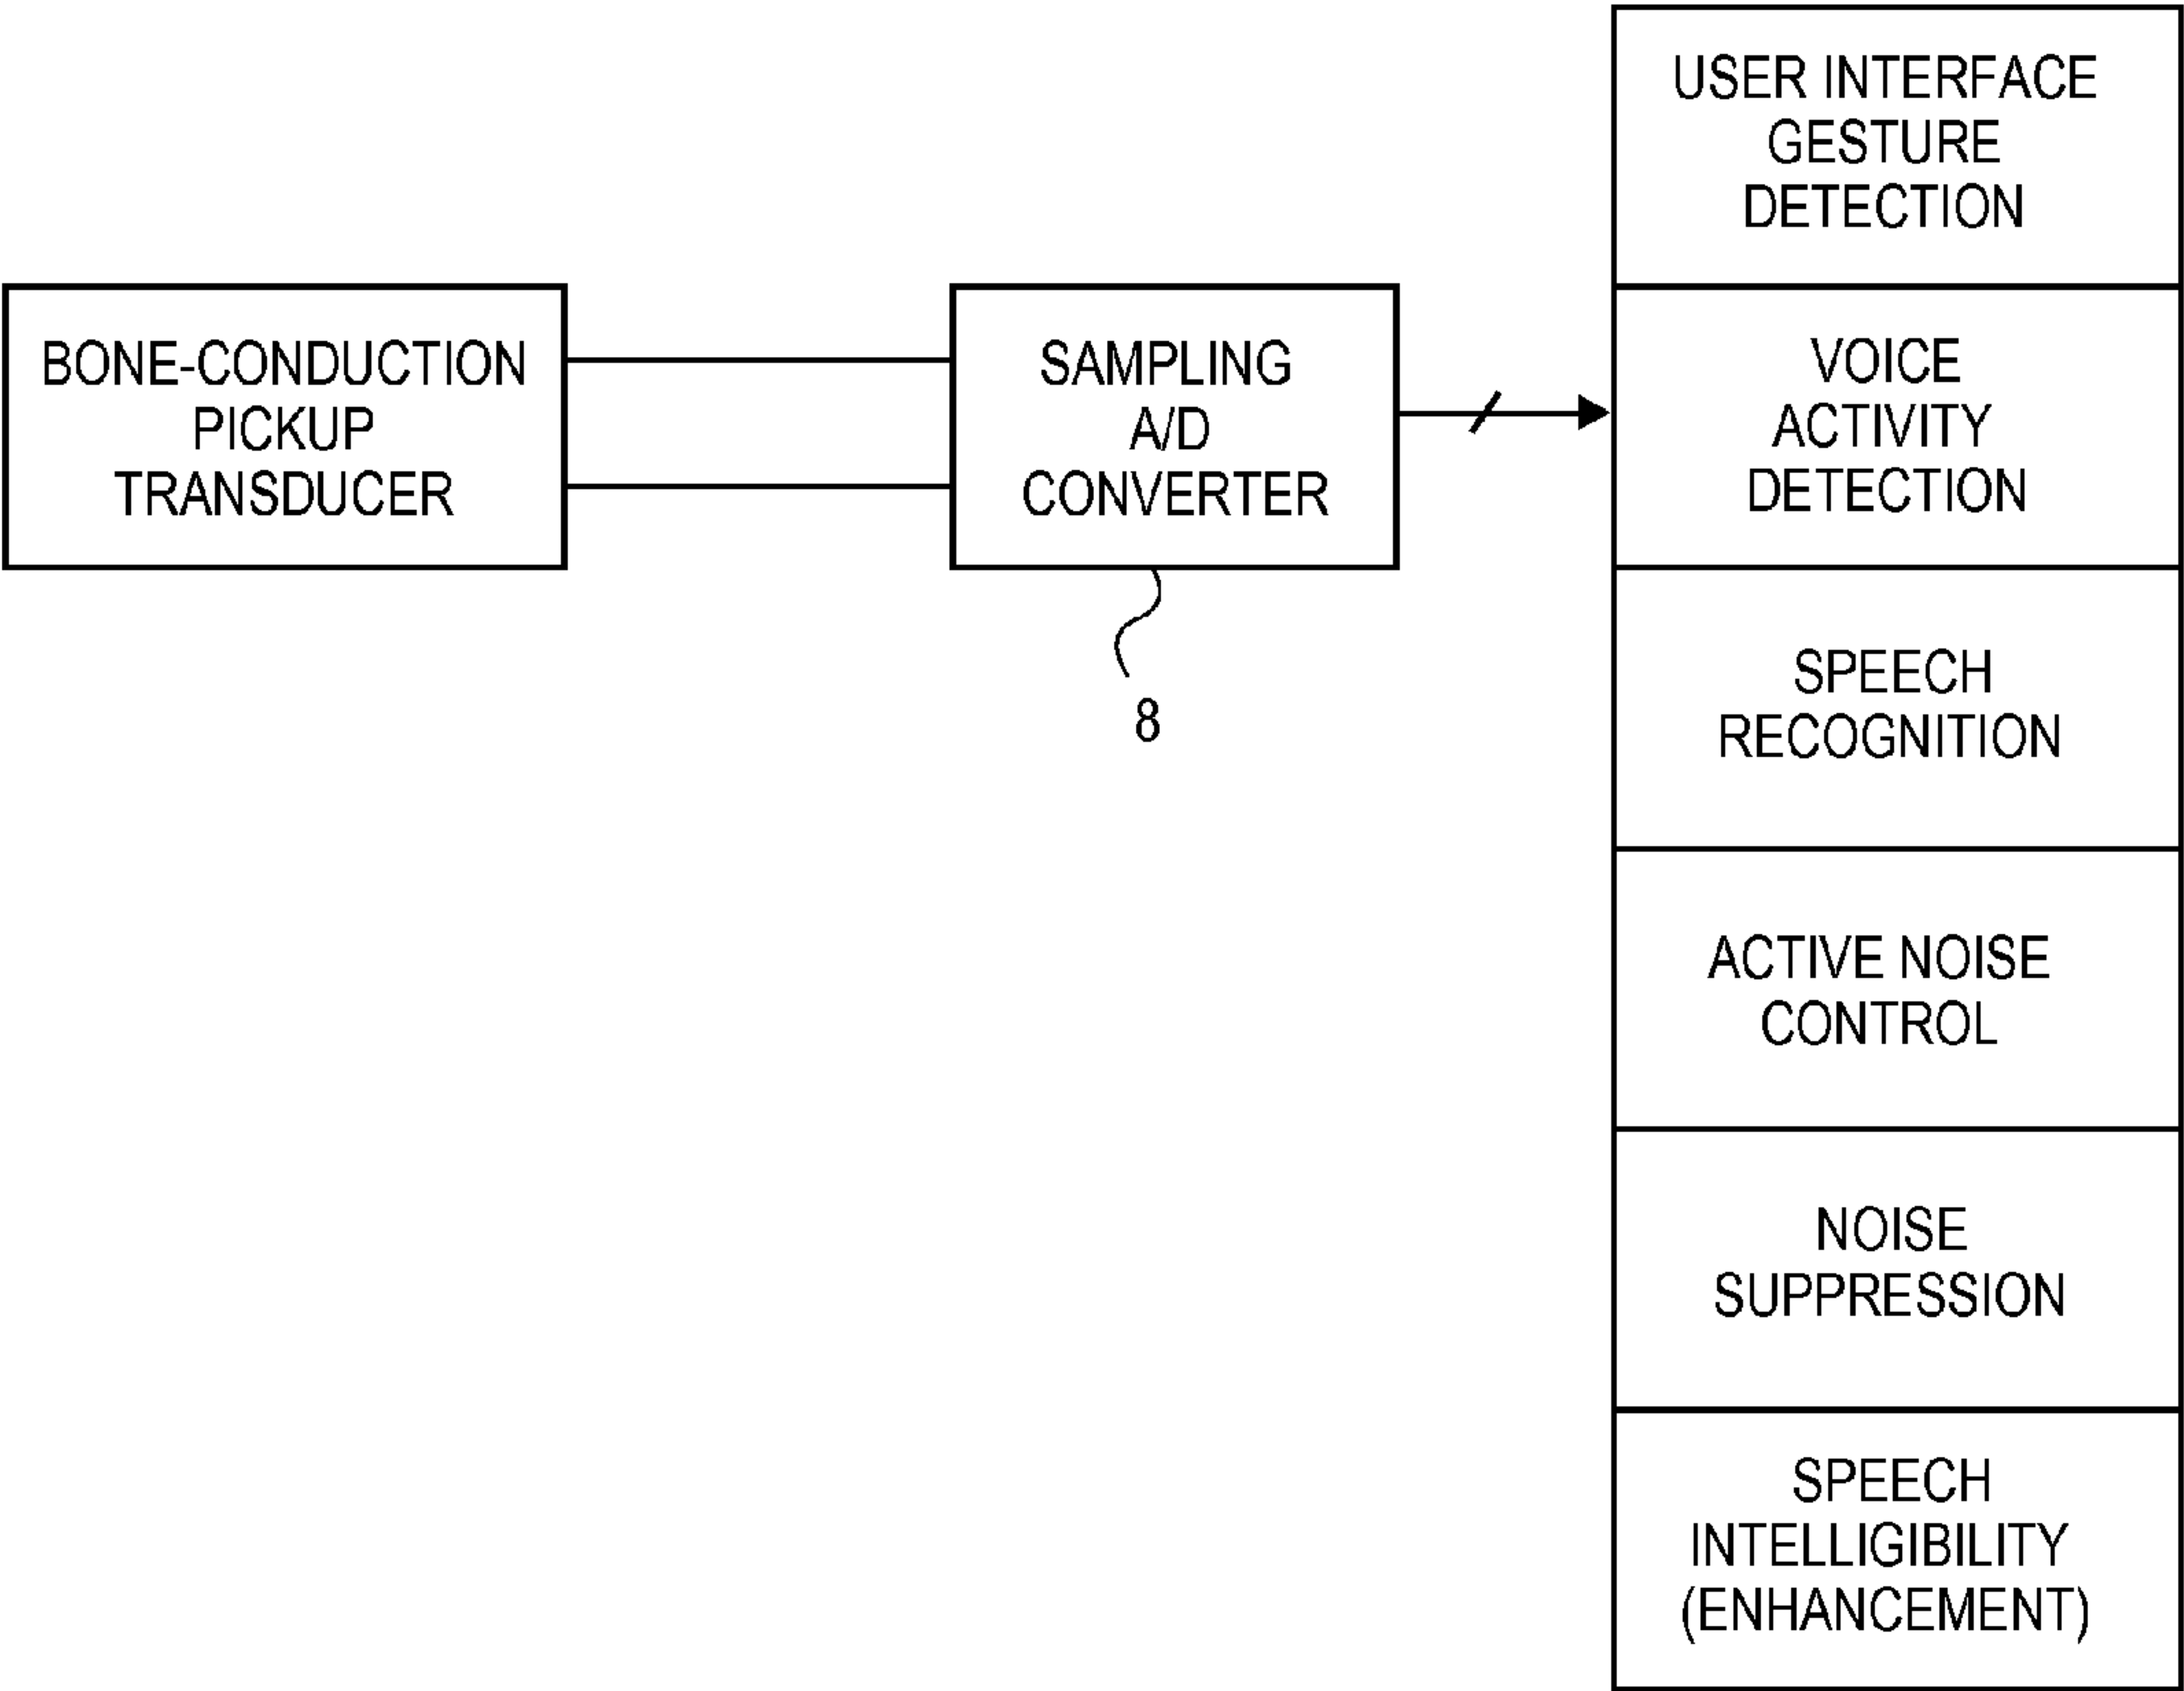 BONE-CONDUCTION
PICKUP
TRANSDUCER
SAMPLING
A/D
CONVERTER
8
USER INTERFACE
GESTURE
DETECTION
VOICE
ACTIVITY
DETECTION
SPEECH
RECOGNITION
ACTIVE NOISE
CONTROL
NOISE
SUPPRESSION
SPEECH
INTELLIGIBILITY
(ENHANCEMENT)